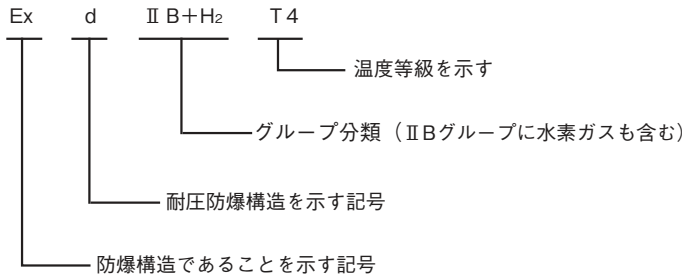 Ex d ⅡB+H₂ T4
温度等級を示す
グループ分類(ⅡBグループに水素ガスも含む)
耐圧防爆構造を示す記号
防爆構造であることを示す記号